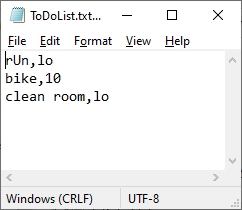 ToDoList.txt...
File Edit Format View Help
rUn,lo
bike,10
clean room,lo
Windows (CRLF) UTF-8